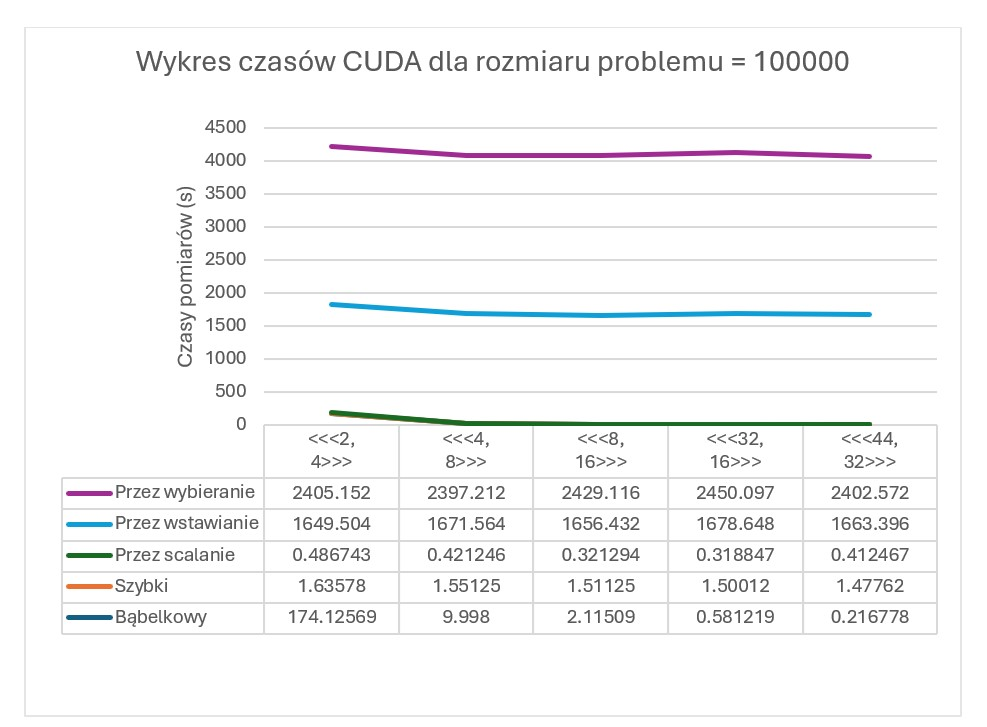 Wykres czasów CUDA dla rozmiaru problemu = 100000
Czasy pomiarów (s)
4500
4000
3500
3000
2500
2000
1500
1000
500
0
<<<2, 4>>> <<<4, 8>>> <<<8, 16>>> <<<32, 16>>> <<<44, 32>>>
Przez wybieranie 2405.152 2397.212 2429.116 2450.097 2402.572
Przez wstawianie 1649.504 1671.564 1656.432 1678.648 1663.396
Przez scalanie 0.486743 0.421246 0.321294 0.318847 0.412467
Szybki 1.63578 1.55125 1.51125 1.50012 1.47762
Bąbelkowy 174.12569 9.998 2.11509 0.581219 0.216778